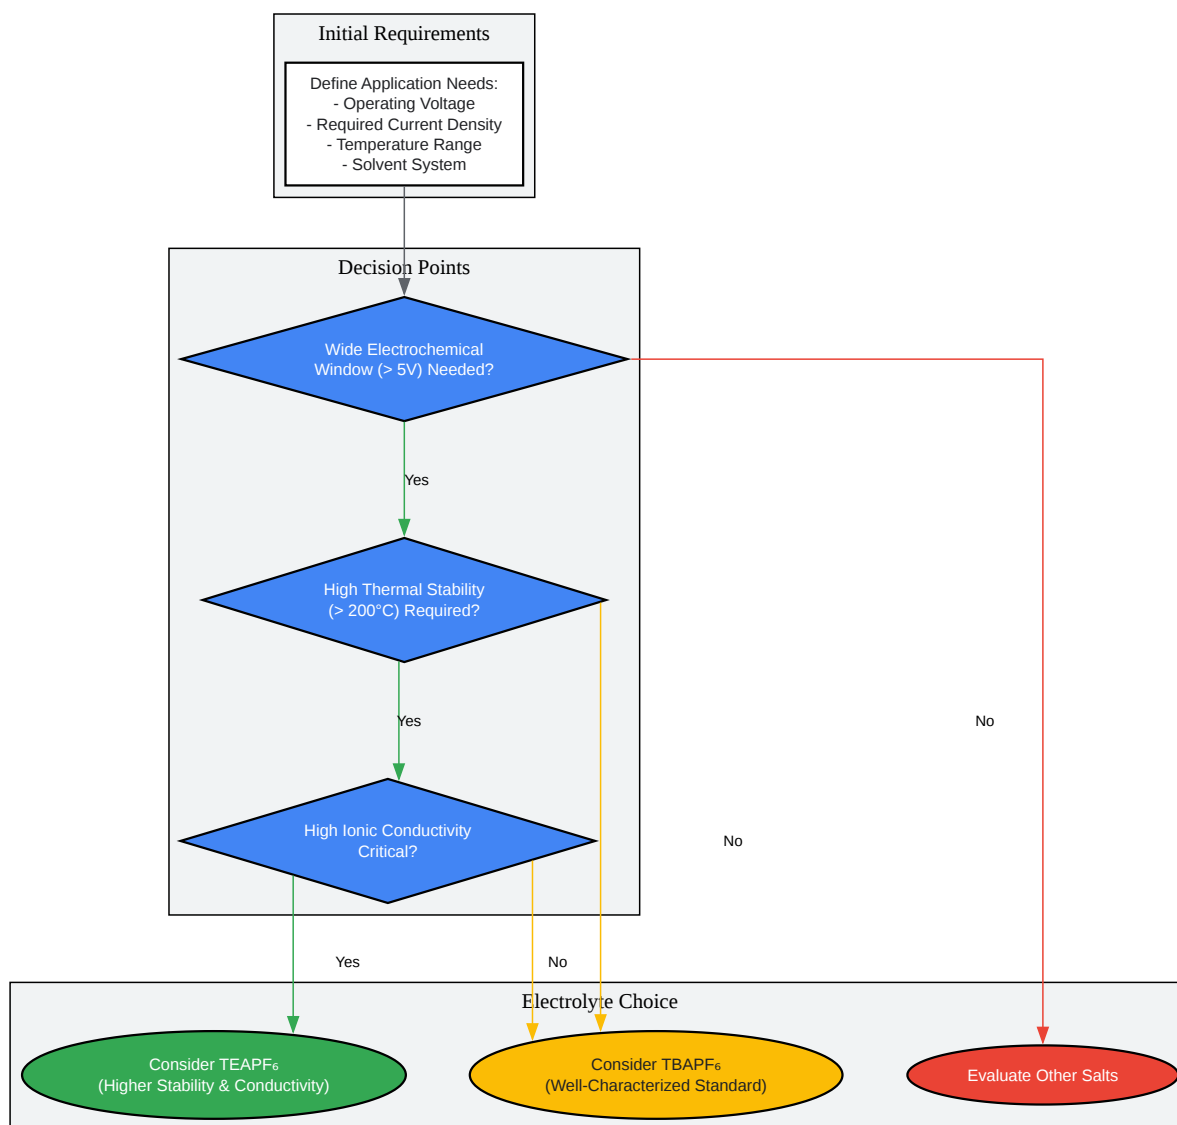 Initial Requirements
Define Application Needs:
- Operating Voltage
- Required Current Density
- Temperature Range
- Solvent System
Decision Points
Wide Electrochemical
Window (> 5V) Needed?
Yes
High Thermal Stability
(> 200°C) Required?
Yes
No
High Ionic Conductivity
Critical?
No
Yes
No
Electrolyte Choice
Consider TEAPF₆
(Higher Stability & Conductivity)
Consider TBAPF₆
(Well-Characterized Standard)
Evaluate Other Salts